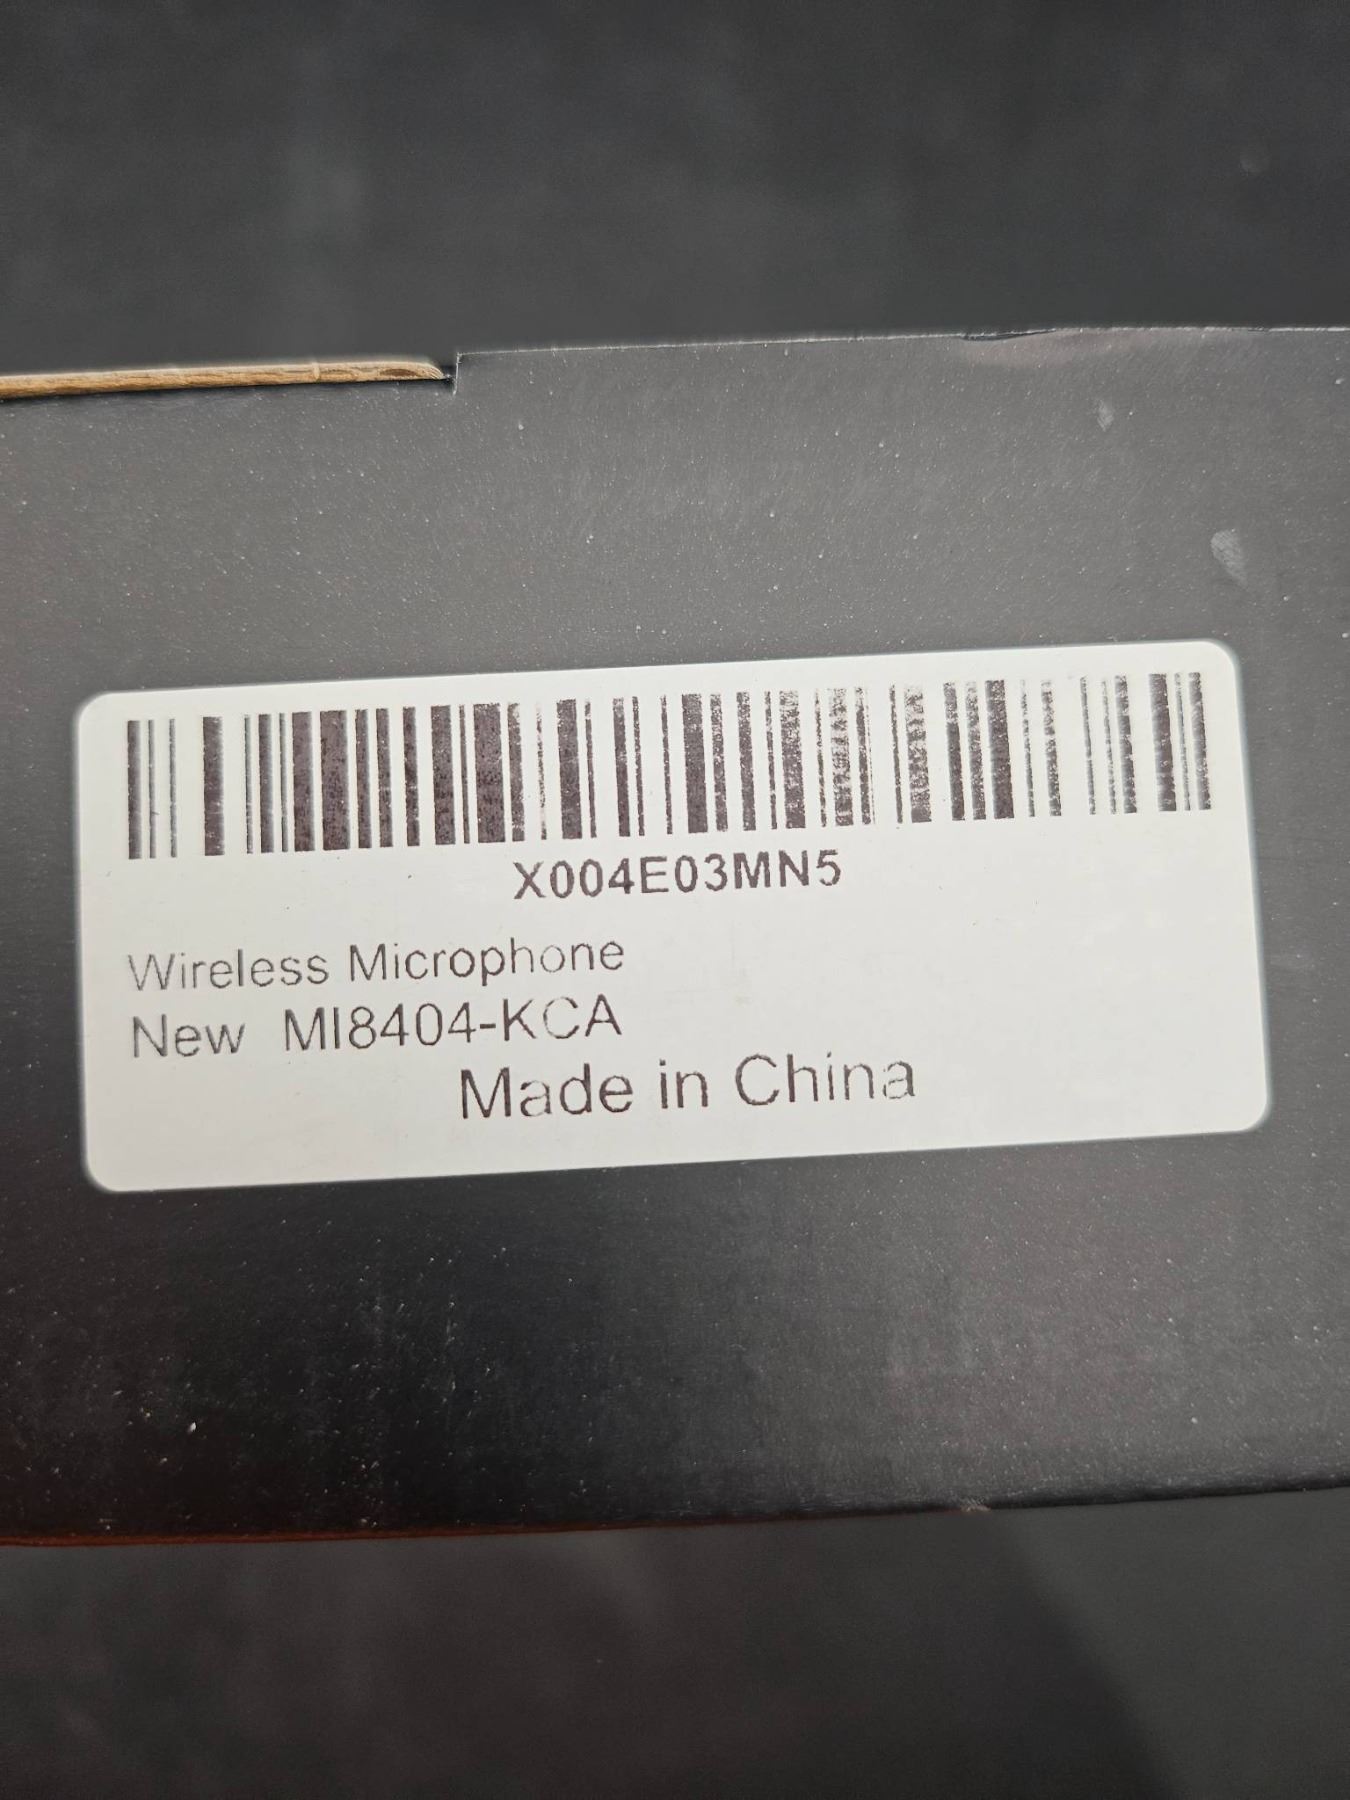 X004E03MN5
Wireless Microphone
New MI8404-KCA
Made in China